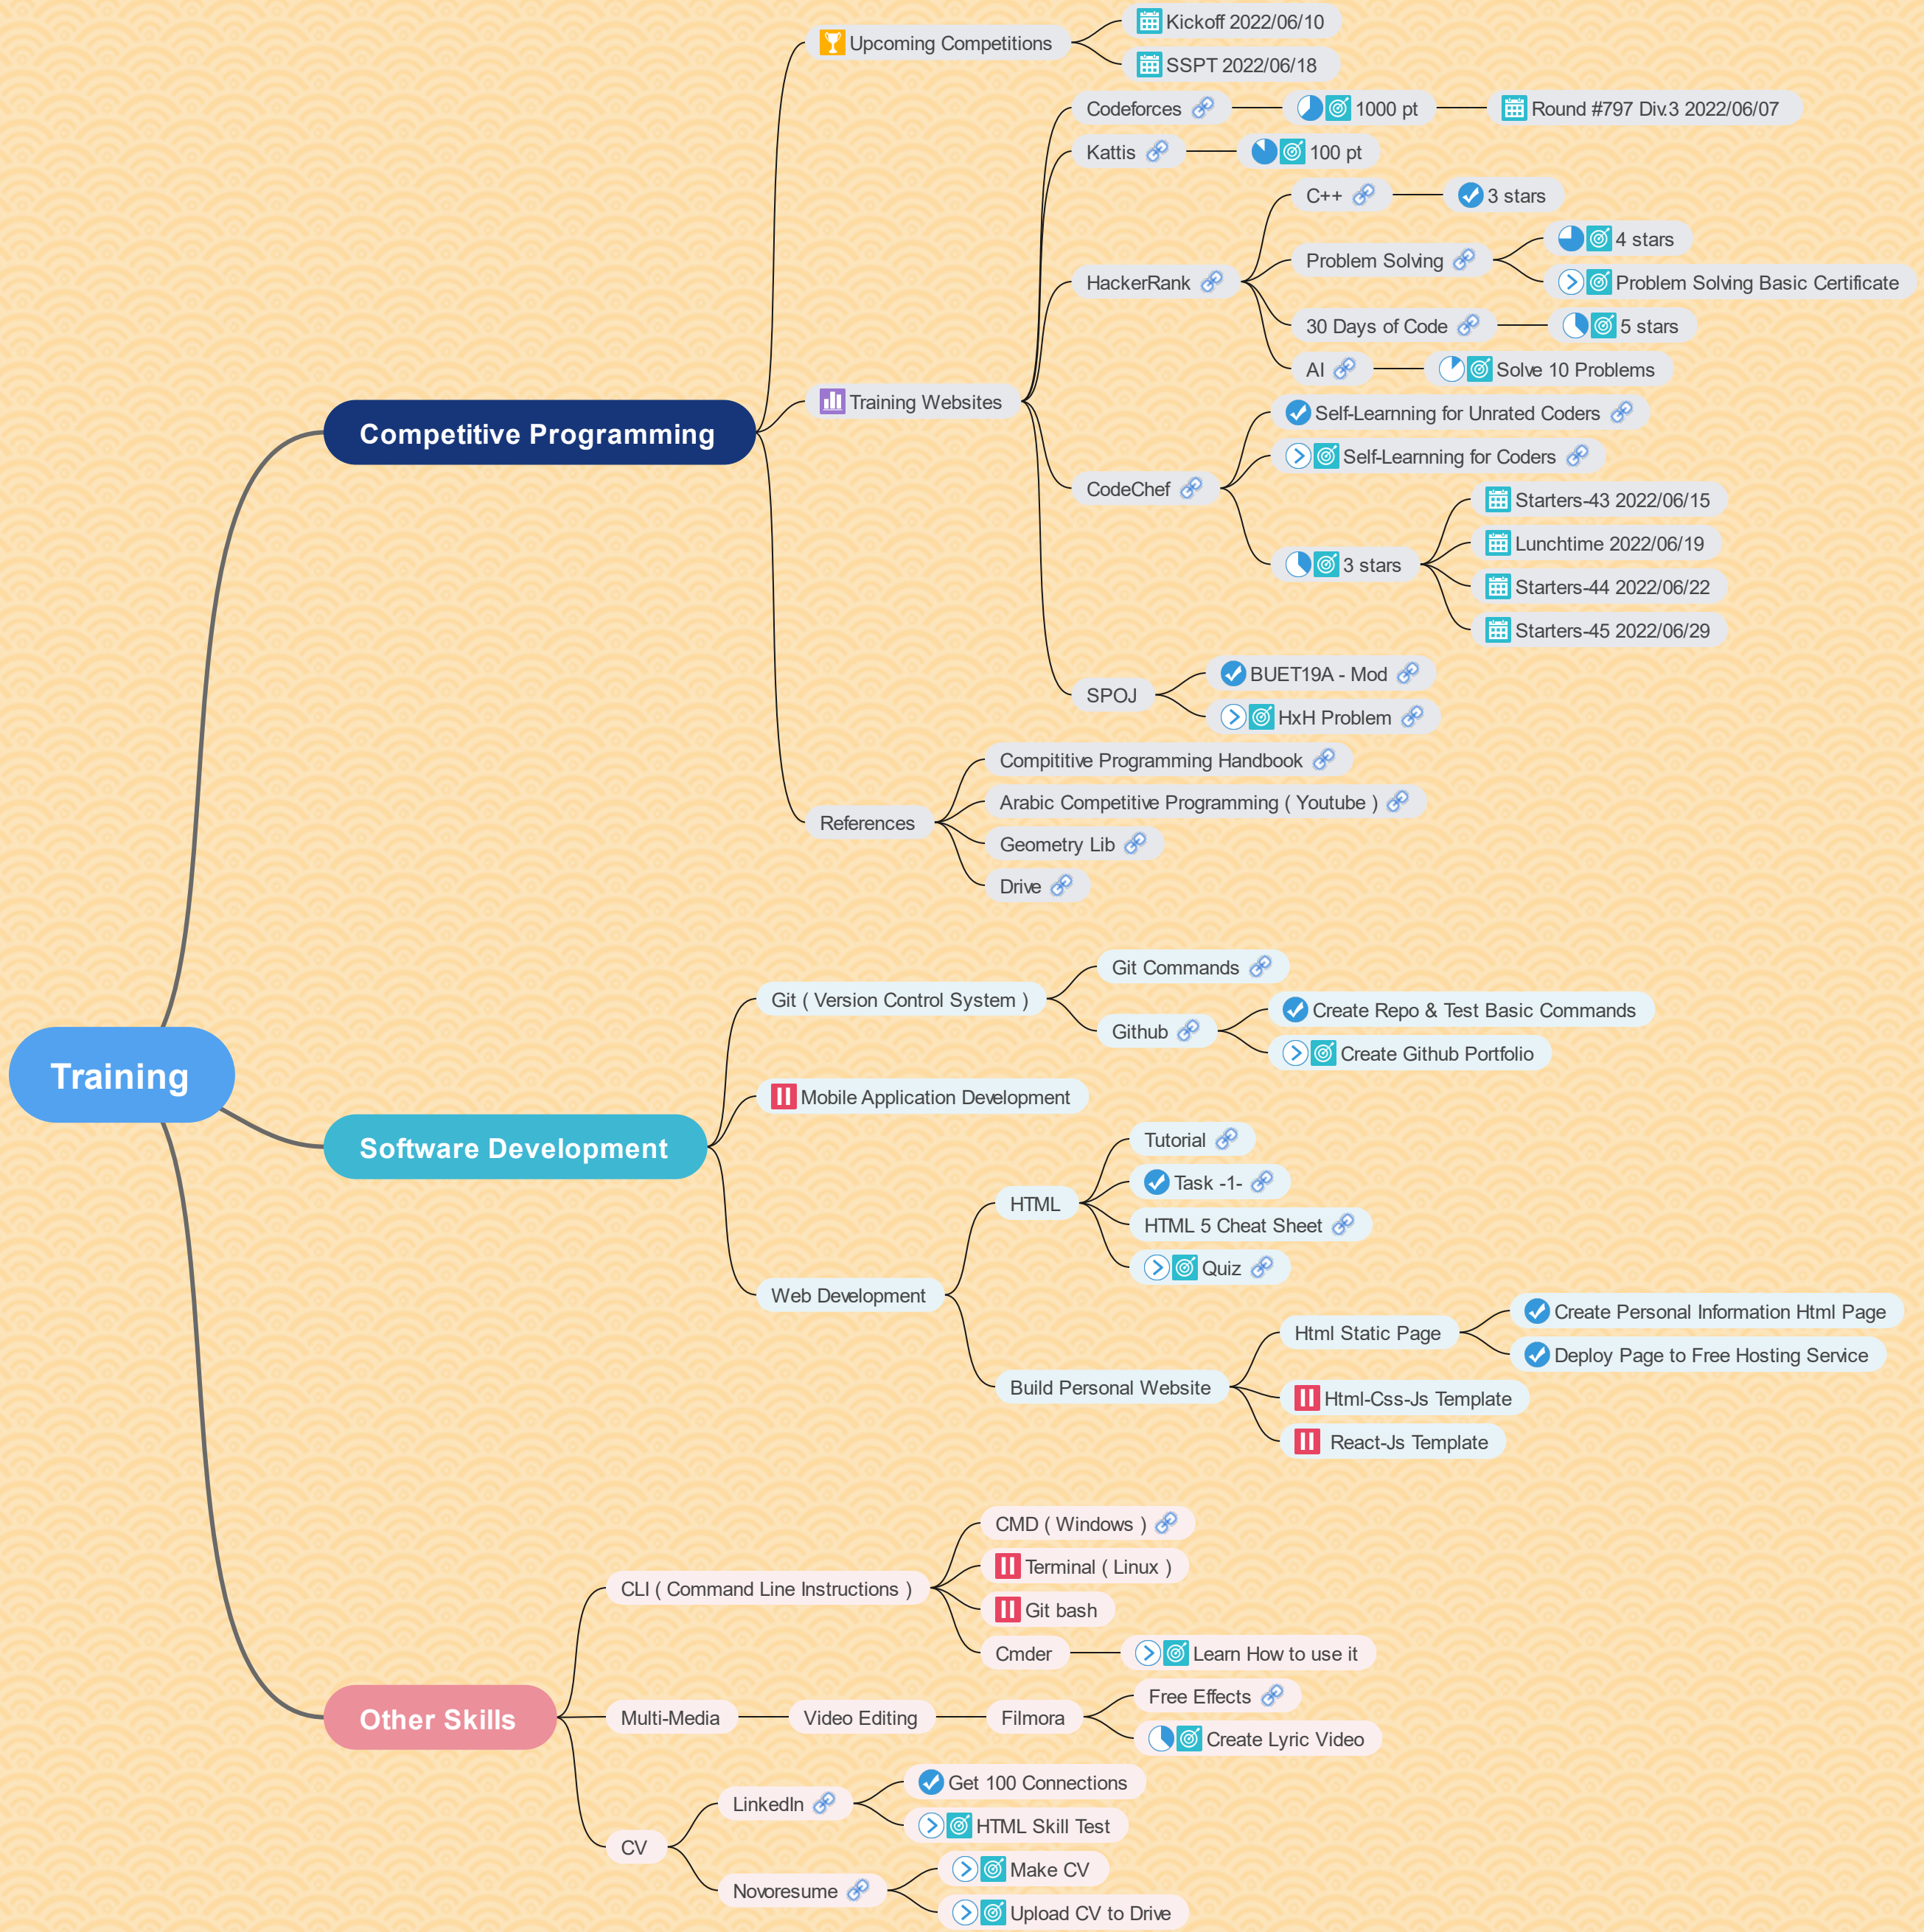 Training
Competitive Programming
Upcoming Competitions
Kickoff 2022/06/10
SSPT 2022/06/18
Training Websites
Codeforces
1000 pt
Round #797 Div.3 2022/06/07
Kattis
100 pt
HackerRank
C++
3 stars
Problem Solving
4 stars
Problem Solving Basic Certificate
30 Days of Code
5 stars
AI
Solve 10 Problems
CodeChef
Self-Learnning for Unrated Coders
Self-Learnning for Coders
3 stars
Starters-43 2022/06/15
Lunchtime 2022/06/19
Starters-44 2022/06/22
Starters-45 2022/06/29
SPOJ
BUET19A - Mod
HxH Problem
References
Compititive Programming Handbook
Arabic Competitive Programming ( Youtube )
Geometry Lib
Drive
Software Development
Git ( Version Control System )
Git Commands
Github
Create Repo & Test Basic Commands
Create Github Portfolio
Mobile Application Development
Web Development
HTML
Tutorial
Task -1-
HTML 5 Cheat Sheet
Quiz
Build Personal Website
Html Static Page
Create Personal Information Html Page
Deploy Page to Free Hosting Service
Html-Css-Js Template
React-Js Template
Other Skills
CLI ( Command Line Instructions )
CMD ( Windows )
Terminal ( Linux )
Git bash
Cmder
Learn How to use it
Multi-Media
Video Editing
Filmora
Free Effects
Create Lyric Video
CV
LinkedIn
Get 100 Connections
HTML Skill Test
Novoresume
Make CV
Upload CV to Drive